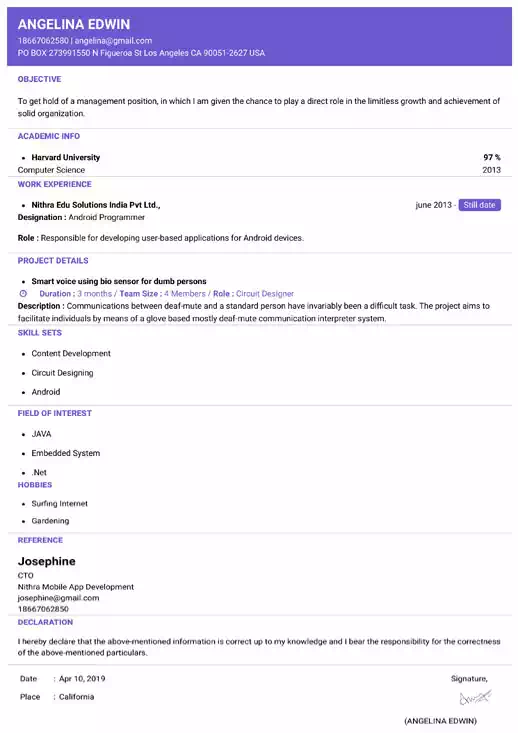 ANGELINA EDWIN
18667062580 | angelina@gmail.com
PO BOX 273991550 N Figueroa St Los Angeles CA 90051-2627 USA
OBJECTIVE
To get hold of a management position, in which I am given the chance to play a direct role in the limitless growth and achievement of
solid organization.
ACADEMIC INFO
• Harvard University 97 %
Computer Science 2013
WORK EXPERIENCE
• Nithra Edu Solutions India Pvt Ltd., june 2013 - Still date
Designation : Android Programmer
Role : Responsible for developing user-based applications for Android devices.
PROJECT DETAILS
• Smart voice using bio sensor for dumb persons
Duration : 3 months / Team Size : 4 Members / Role : Circuit Designer
Description : Communications between deaf-mute and a standard person have invariably been a difficult task. The project aims to
facilitate individuals by means of a glove based mostly deaf-mute communication interpreter system.
SKILL SETS
• Content Development
• Circuit Designing
• Android
FIELD OF INTEREST
• JAVA
• Embedded System
• .Net
HOBBIES
• Surfing Internet
• Gardening
REFERENCE
Josephine
CTO
Nithra Mobile App Development
josephine@gmail.com
18667062850
DECLARATION
I hereby declare that the above-mentioned information is correct up to my knowledge and I bear the responsibility for the correctness
of the above-mentioned particulars.
Date : Apr 10, 2019 Signature,
Place : California
(ANGELINA EDWIN)